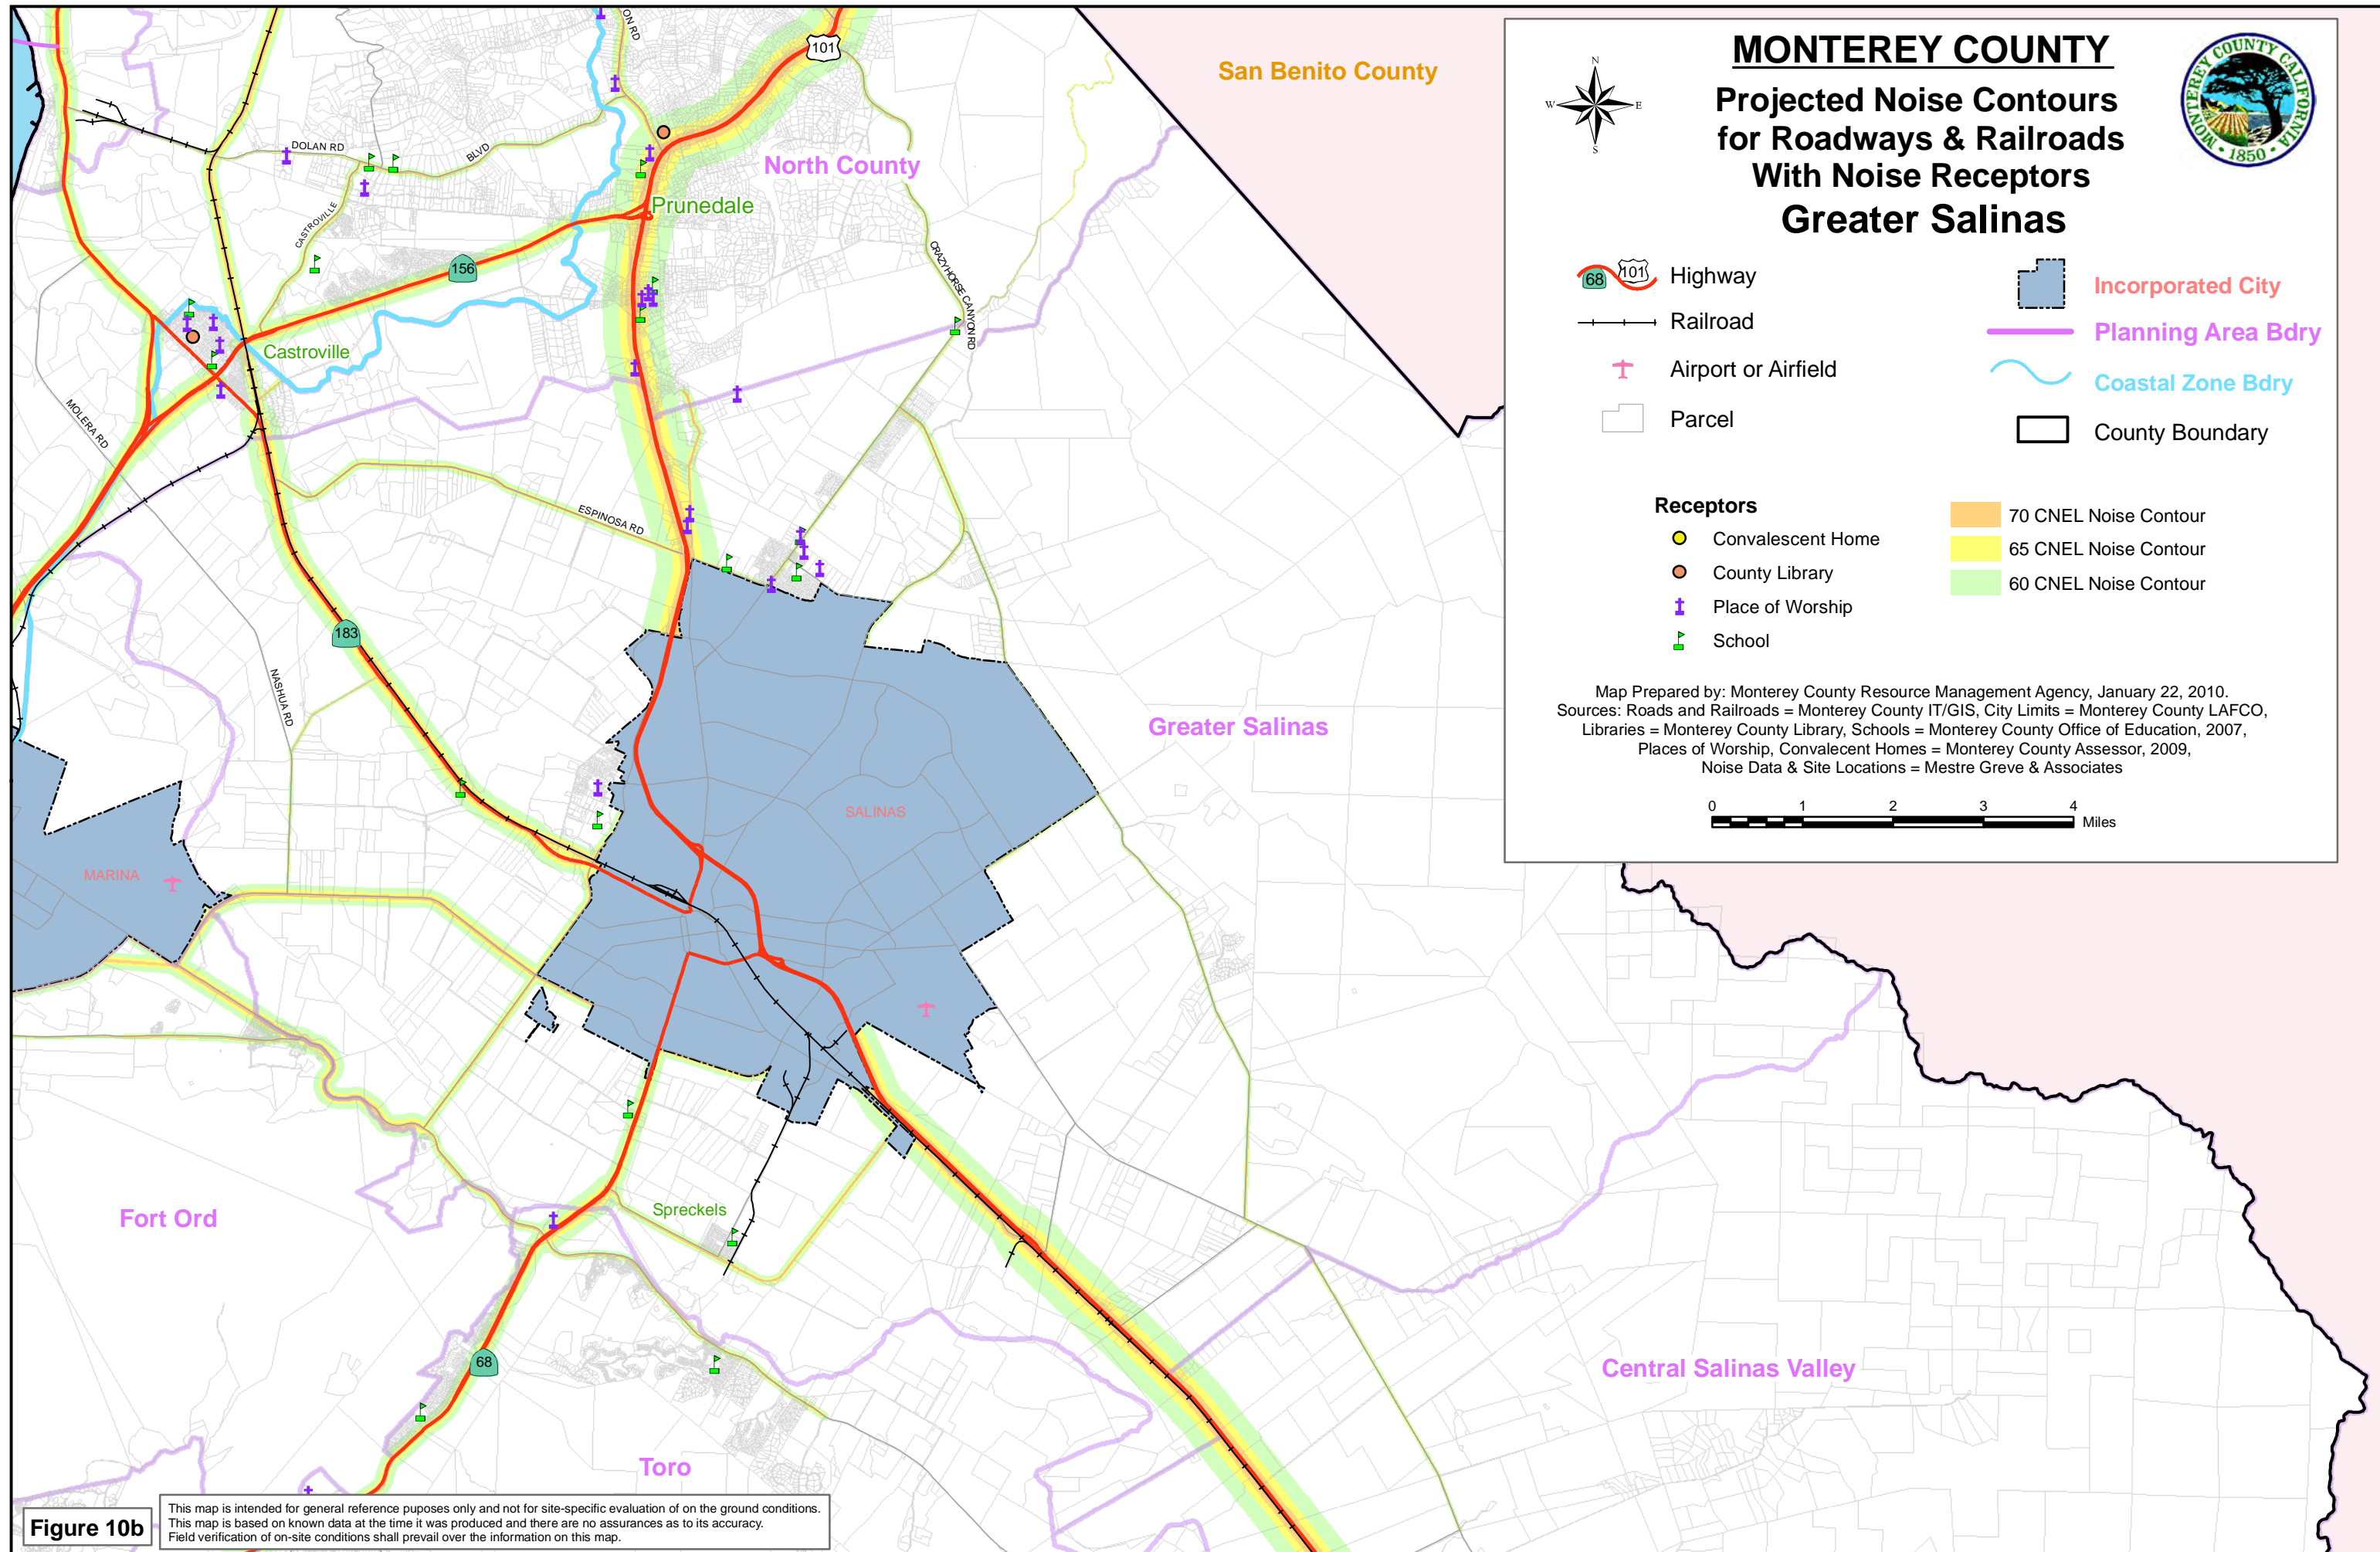 MONTEREY COUNTY
Projected Noise Contours
for Roadways & Railroads
With Noise Receptors
Greater Salinas
N
W
E
S
MONTEREY COUNTY CALIFORNIA
• 1850 •
68
101
Highway
Railroad
Airport or Airfield
Parcel
Incorporated City
Planning Area Bdry
Coastal Zone Bdry
County Boundary
Receptors
Convalescent Home
County Library
Place of Worship
School
70 CNEL Noise Contour
65 CNEL Noise Contour
60 CNEL Noise Contour
Map Prepared by: Monterey County Resource Management Agency, January 22, 2010.
Sources: Roads and Railroads = Monterey County IT/GIS, City Limits = Monterey County LAFCO,
Libraries = Monterey County Library, Schools = Monterey County Office of Education, 2007,
Places of Worship, Convalecent Homes = Monterey County Assessor, 2009,
Noise Data & Site Locations = Mestre Greve & Associates
0 1 2 3 4
Miles
San Benito County
101
ON RD
North County
DOLAN RD
BLVD
CASTROVILLE
Prunedale
156
CRAZYHORSE CANYON RD
Castroville
MOLERA RD
ESPINOSA RD
183
NASHUA RD
Greater Salinas
SALINAS
MARINA
Fort Ord
Spreckels
68
Central Salinas Valley
Toro
Figure 10b
This map is intended for general reference puposes only and not for site-specific evaluation of on the ground conditions.
This map is based on known data at the time it was produced and there are no assurances as to its accuracy.
Field verification of on-site conditions shall prevail over the information on this map.